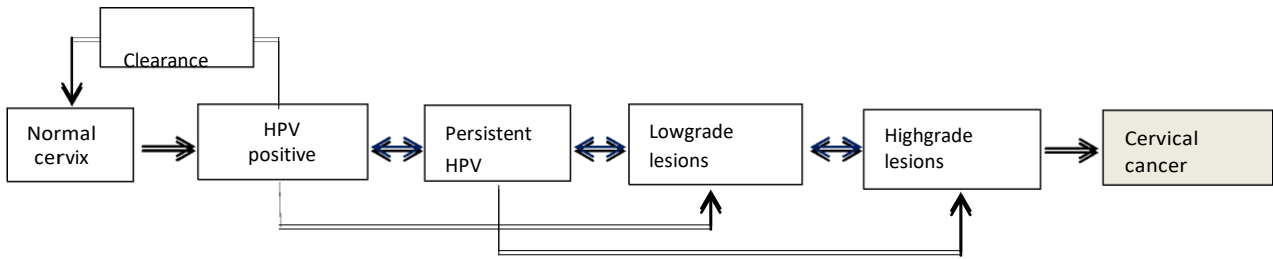 Clearance
Normal
cervix
HPV
positive
Persistent
HPV
Lowgrade
lesions
Highgrade
lesions
Cervical
cancer